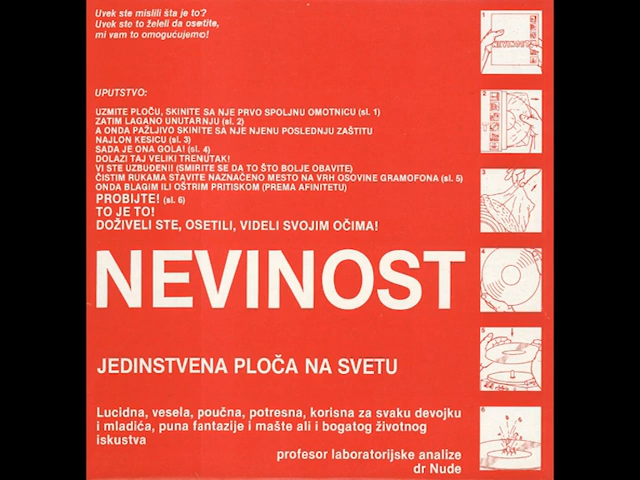 Uvek ste mislili šta je to?
Uvek ste to želeli da osetite,
mi vam to omogućujemo!
UPUTSTVO:
UZMITE PLOČU, SKINITE SA NJE PRVO SPOLJNU OMOTNICU (sl. 1)
ZATIM LAGANO UNUTARNJU (sl. 2)
A ONDA PAŽLJIVO SKINITE SA NJE NJENU POSLEDNJU ZAŠTITU
NAJLON KESICU (sl. 3)
SADA JE ONA GOLA! (sl. 4)
DOLAZI TAJ VELIKI TRENUTAK!
VI STE UZBUĐENI! (SMIRITE SE DA TO ŠTO BOLJE OBAVITE)
ČISTIM RUKAMA STAVITE NAZNAČENO MESTO NA VRH OSOVINE GRAMOFONA (sl. 5)
ONDA BLAGIM ILI OŠTRIM PRITISKOM (PREMA AFINITETU)
PROBIJTE! (sl. 6)
TO JE TO!
DOŽIVELI STE, OSETILI, VIDELI SVOJIM OČIMA!
NEVINOST
JEDINSTVENA PLOČA NA SVETU
Lucidna, vesela, poučna, potresna, korisna za svaku devojku
i mladića, puna fantazije i mašte ali i bogatog životnog
iskustva
profesor laboratorijske analize
dr Nude
1
NEVINOST
2
3
4
5
6